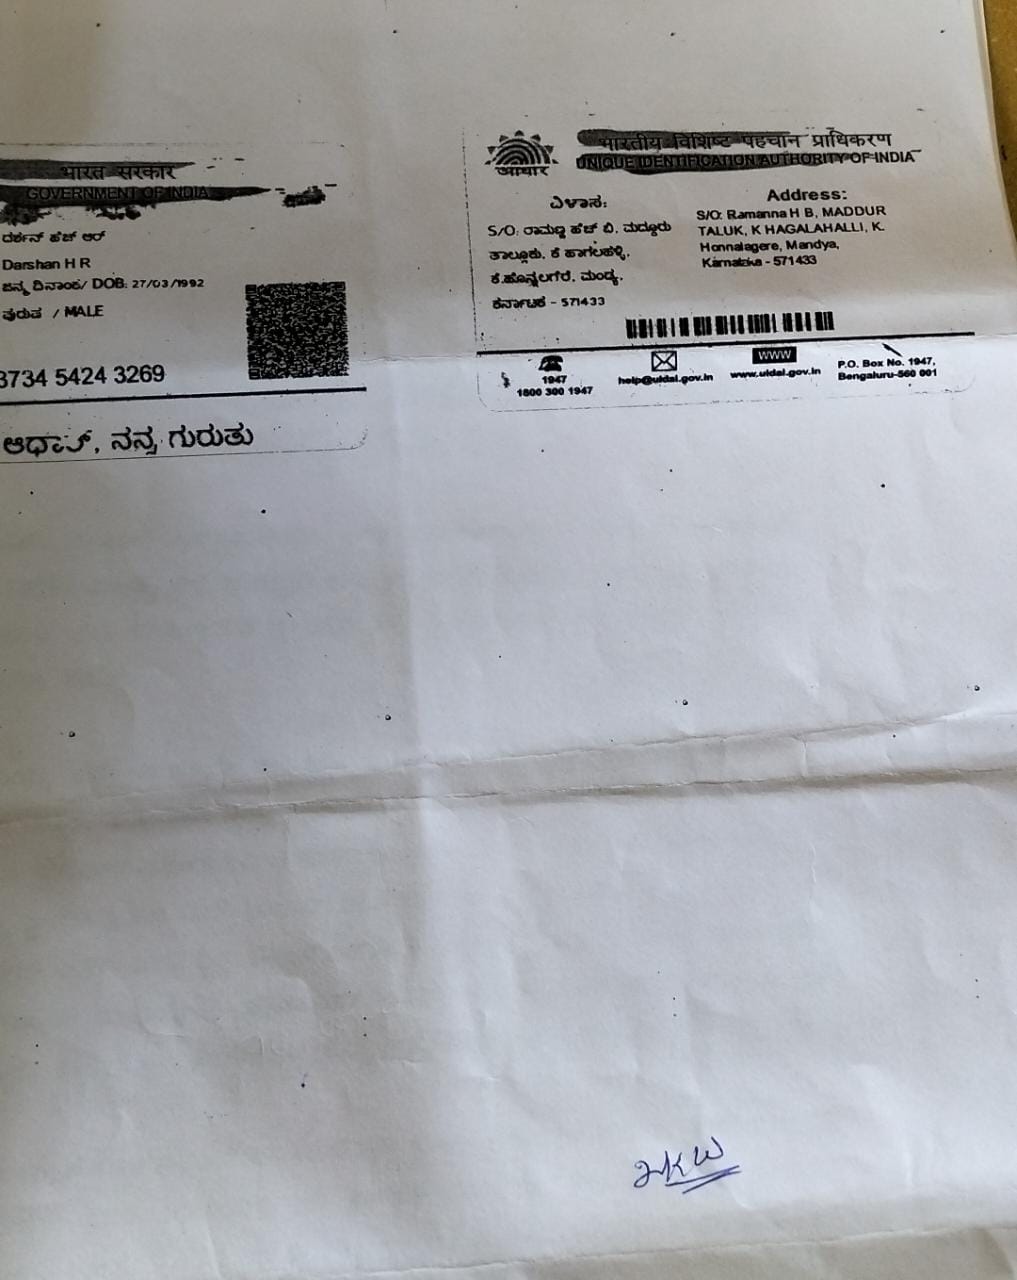 भारत सरकार
GOVERNMENT OF INDIA
ದರ್ಶನ್ ಹೆಚ್ ಆರ್
Darshan H R
ಜನ್ಮ ದಿನಾಂಕ/ DOB: 27/03/1992
ಪುರುಷ / MALE
3734 5424 3269
ಆಧಾರ್, ನನ್ನ ಗುರುತು
आधार
भारतीय विशिष्ट पहचान प्राधिकरण
UNIQUE IDENTIFICATION AUTHORITY OF INDIA
ವಿಳಾಸ:
S/O: ರಾಮಣ್ಣ ಹೆಚ್ ಬಿ, ಮದ್ದೂರು
ತಾಲ್ಲೂಕು, ಕೆ ಹಾಗಲಹಳ್ಳಿ,
ಕೆ.ಹೊನ್ನಲಗೆರೆ, ಮಂಡ್ಯ,
ಕರ್ನಾಟಕ - 571433
Address:
S/O: Ramanna H B, MADDUR
TALUK, K HAGALAHALLI, K.
Honnalagere, Mandya,
Karnataka - 571433
1947
1800 300 1947
help@uidai.gov.in
WWW
www.uidai.gov.in
P.O. Box No. 1947,
Bengaluru-560 001
2KW